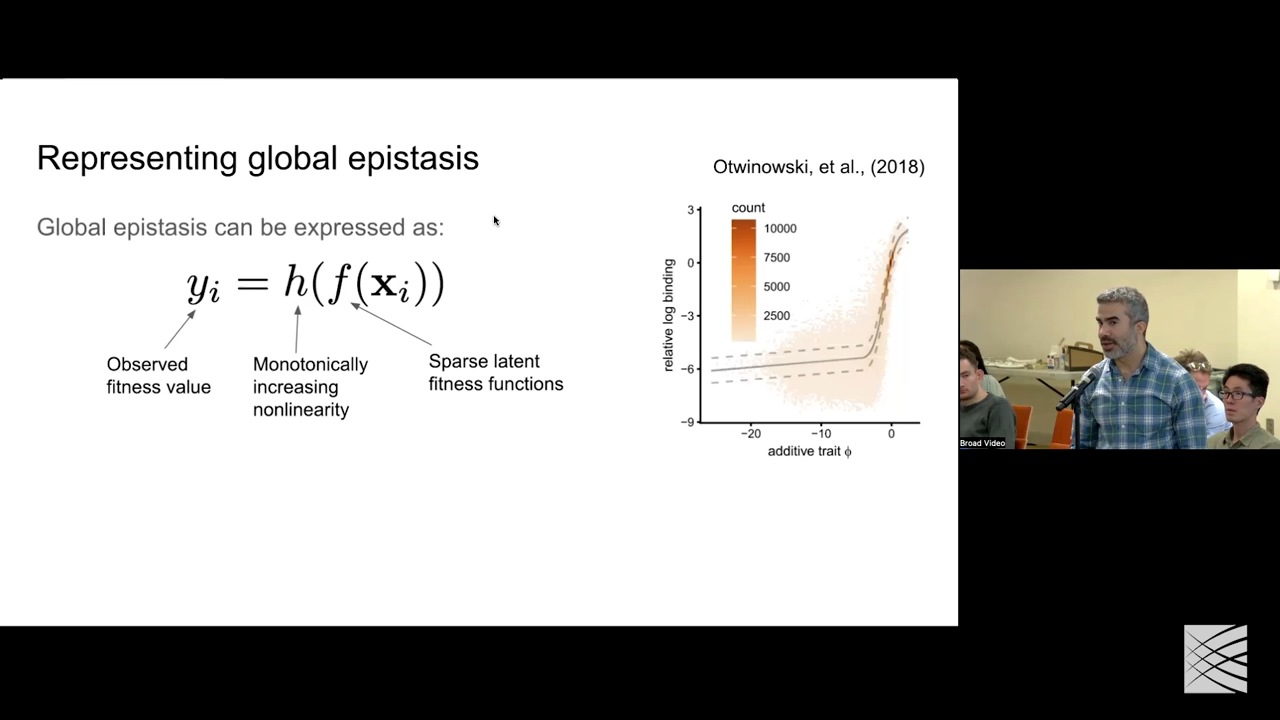 Representing global epistasis
Global epistasis can be expressed as:
yᵢ = h(f(𝐱ᵢ))
Observed
fitness value
Monotonically
increasing
nonlinearity
Sparse latent
fitness functions
Otwinowski, et al., (2018)
count
10000
7500
5000
2500
3
0
−3
−6
−9
relative log binding
−20
−10
0
additive trait ϕ
Broad Video